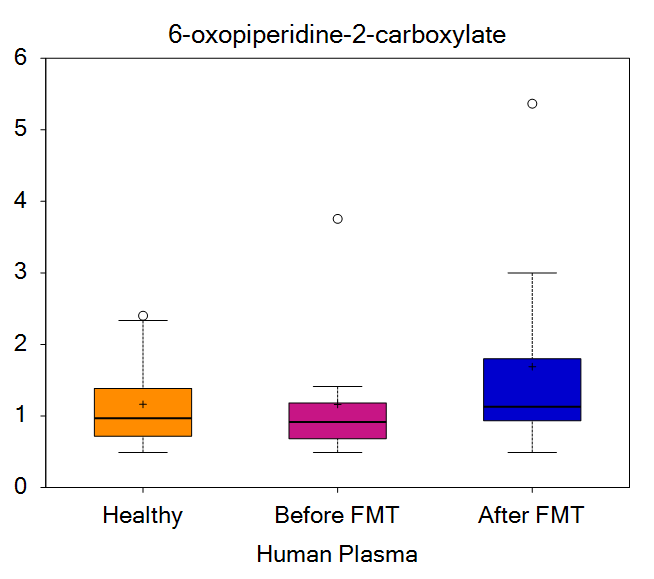 6-oxopiperidine-2-carboxylate
6
5
4
3
2
1
0
Healthy Before FMT After FMT
Human Plasma